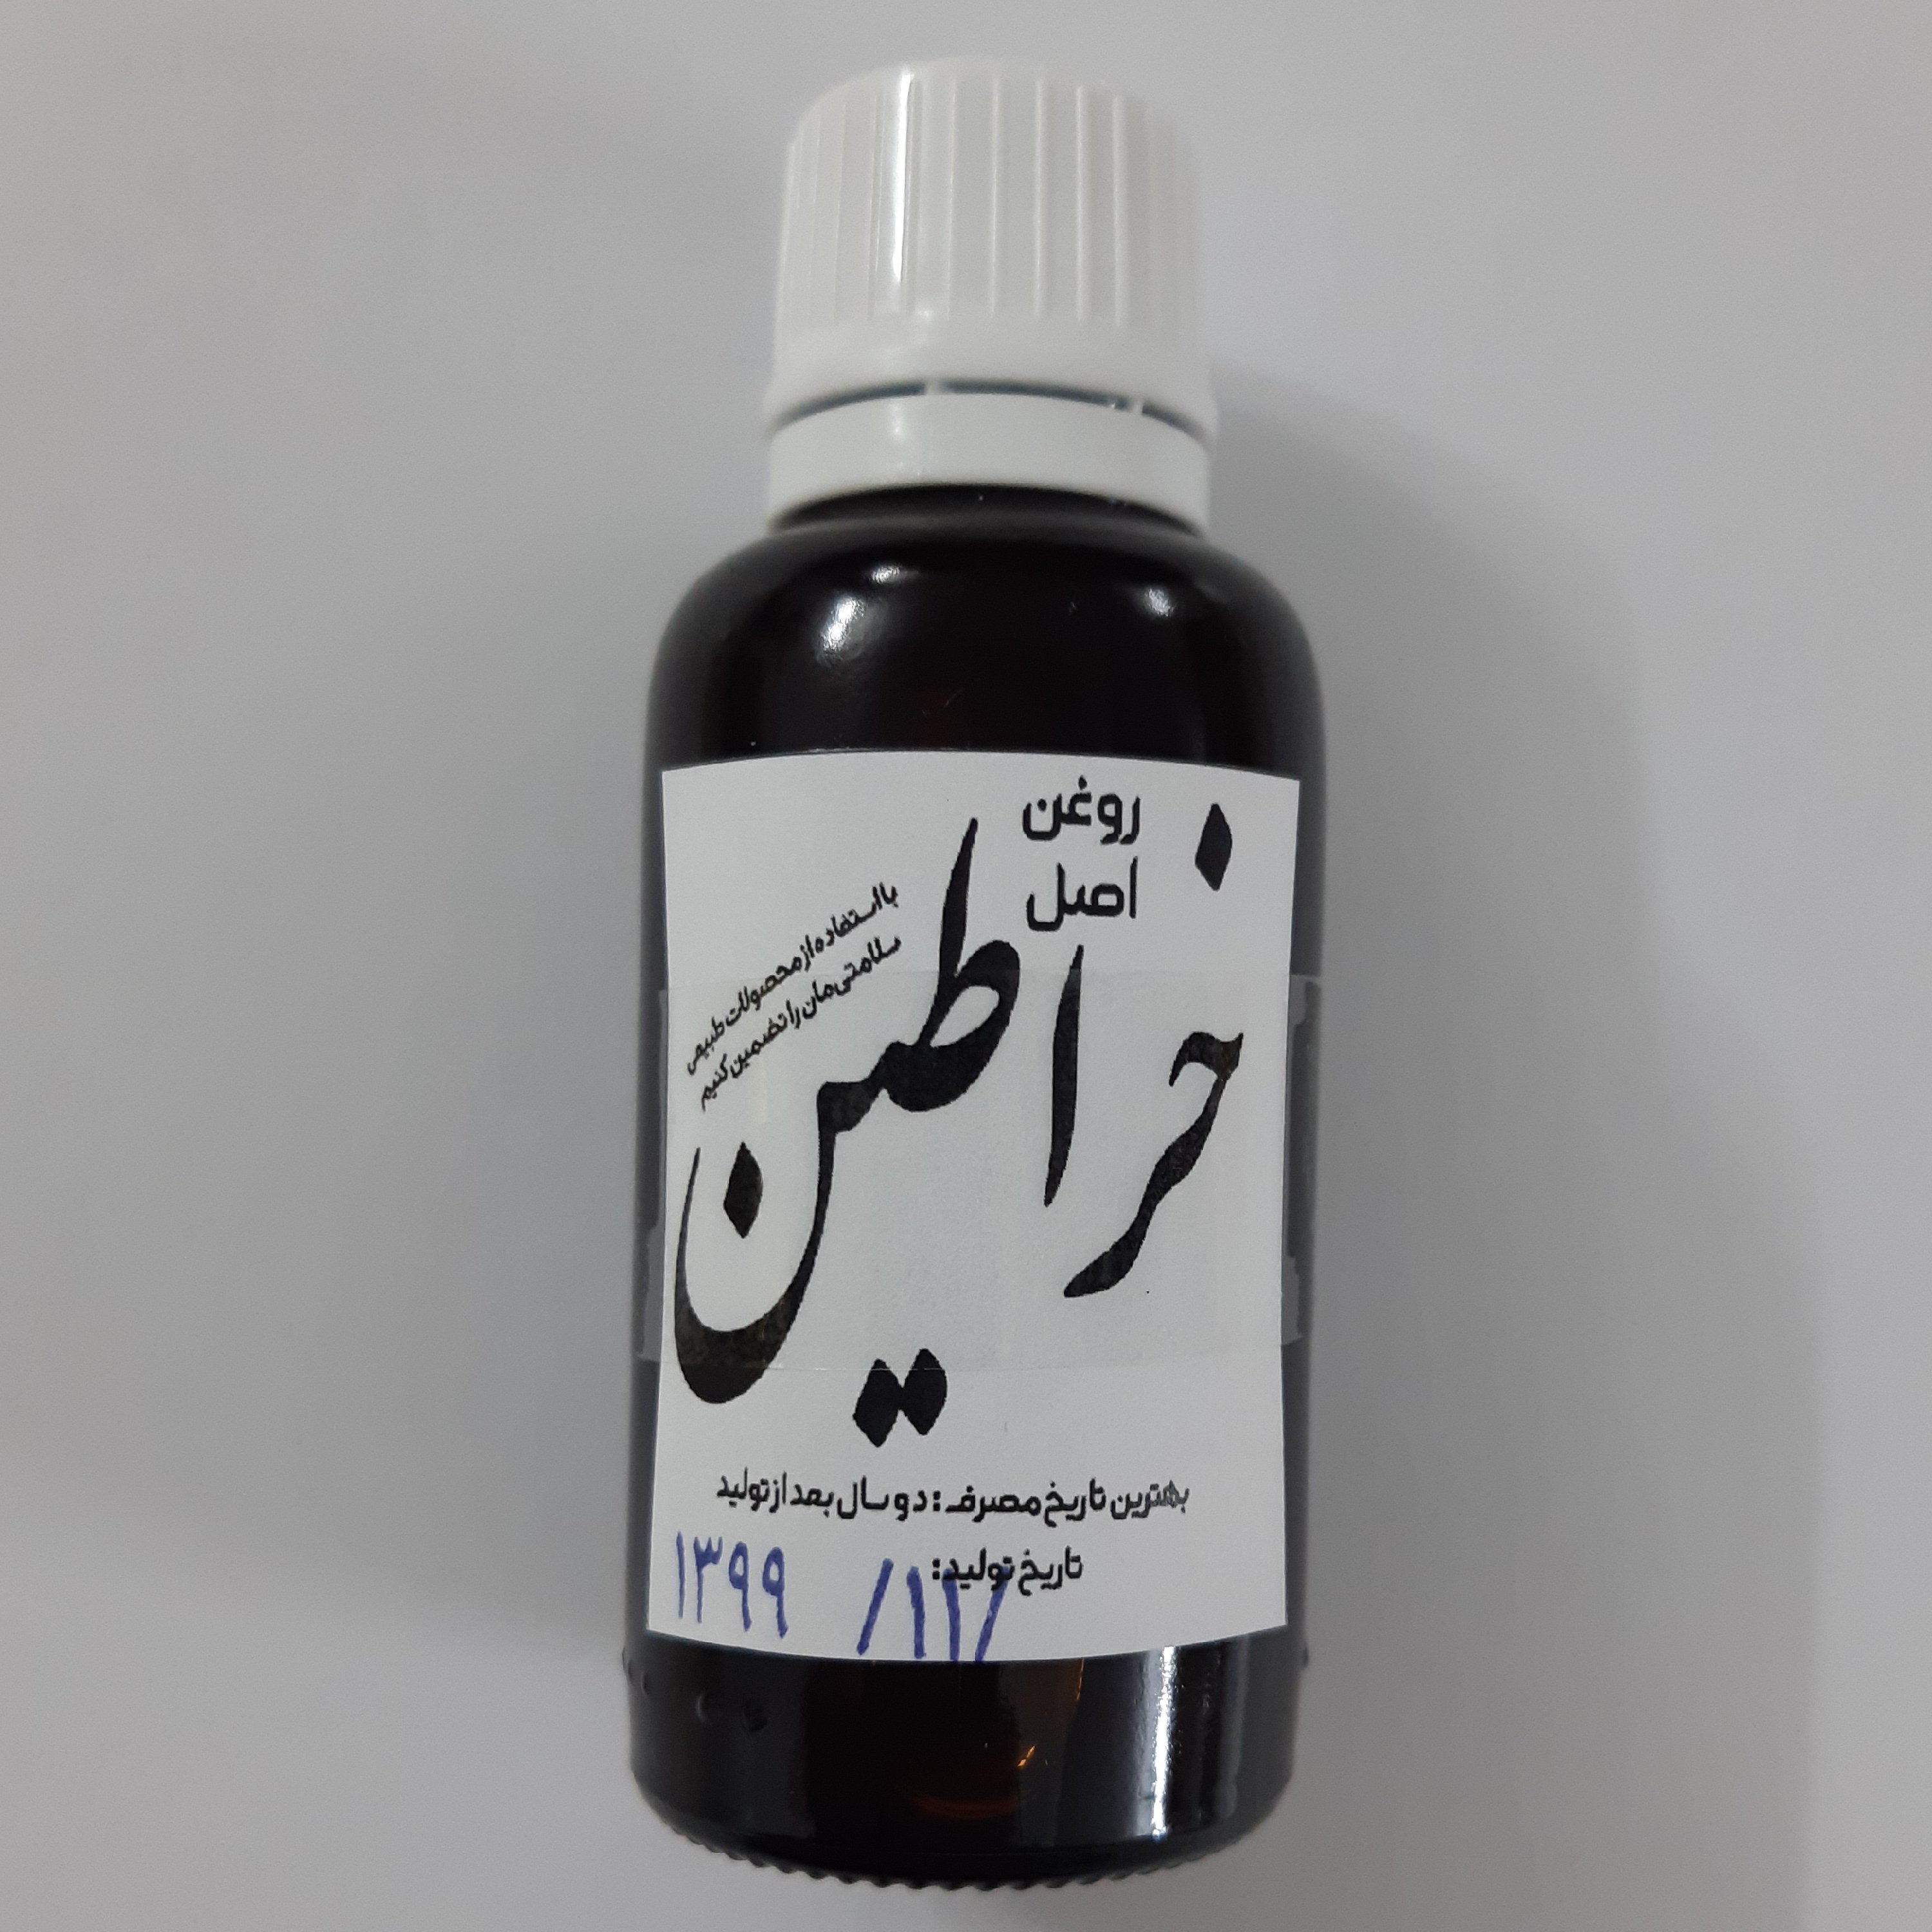 روغن
اصل
خراطین
با استفاده از محصولات طبیعی
سلامتی‌مان را تضمین کنیم
بهترین تاریخ مصرف: دو سال بعد از تولید
تاریخ تولید:
۱۳۹۹ /۱۲/